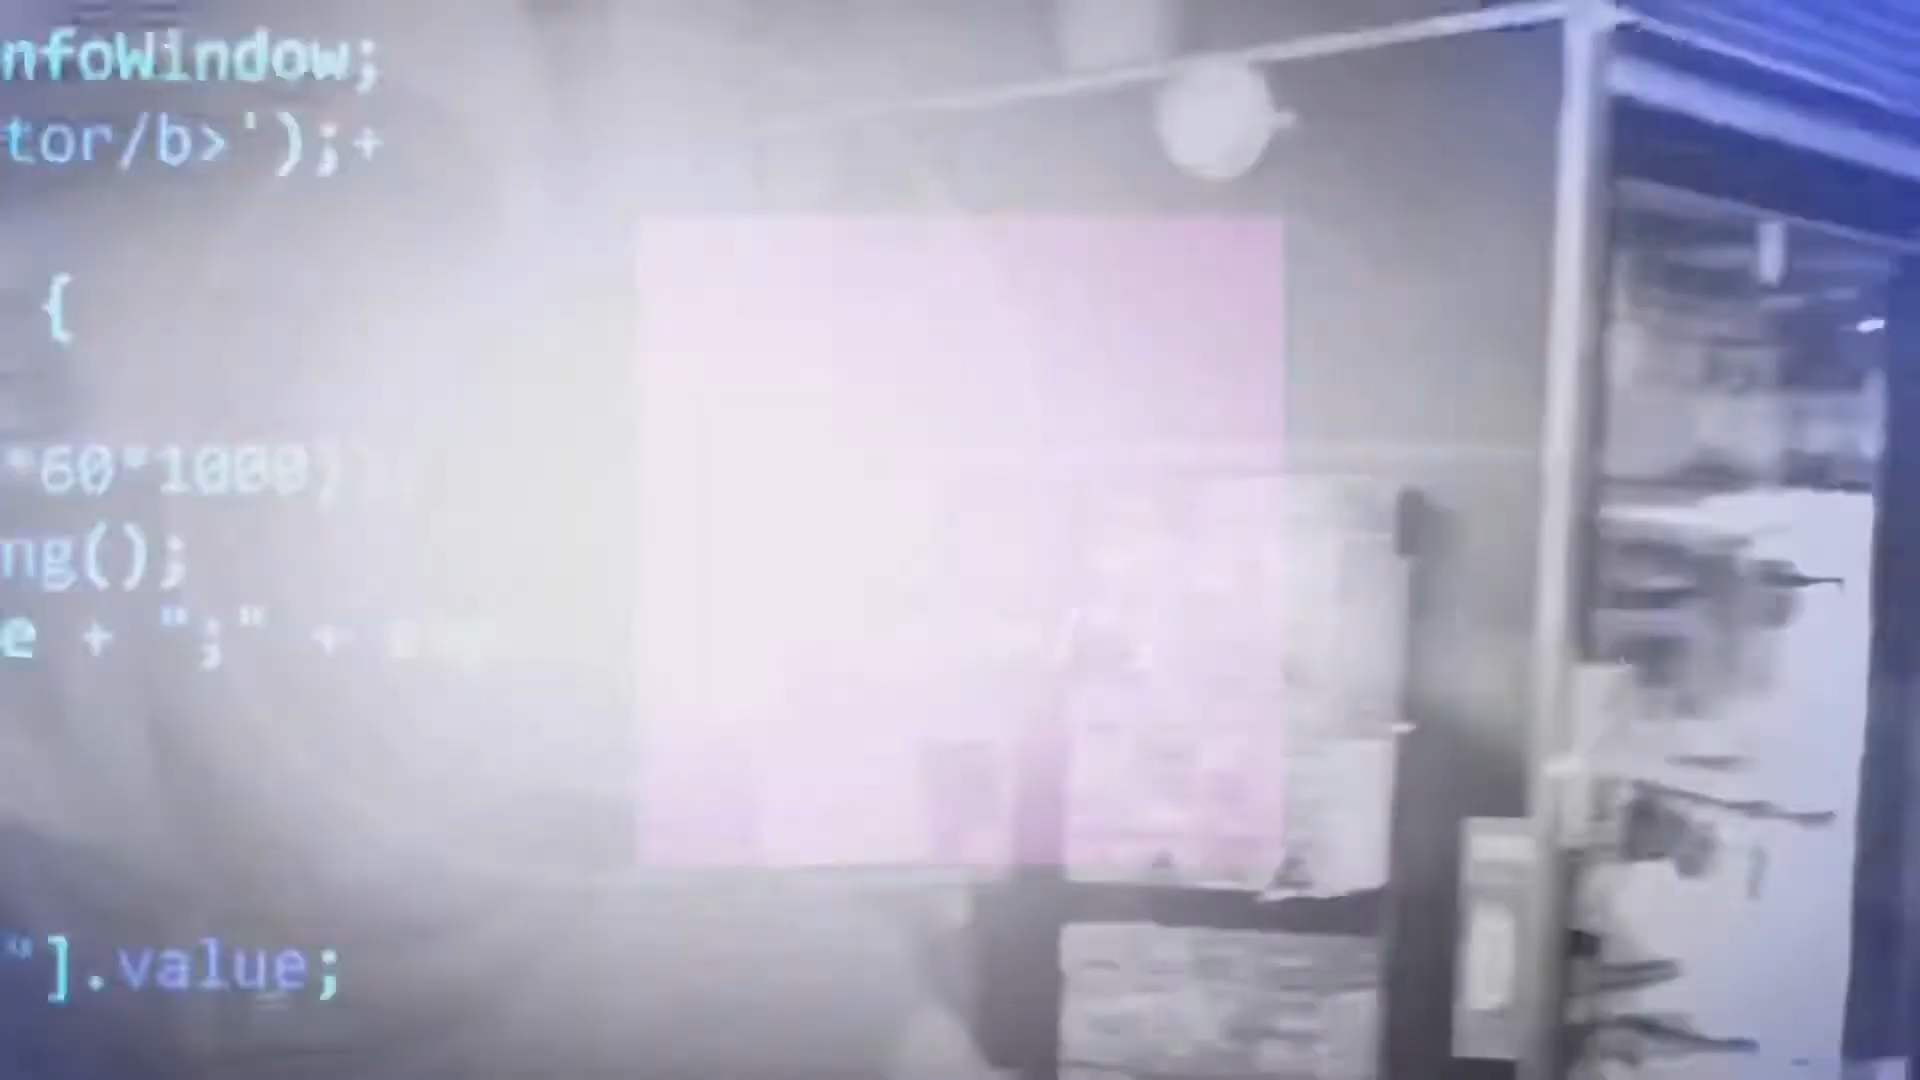 nfoWindow;
tor/b>');+
{
*60*1000);
ng();
e + ";" +
"].value;